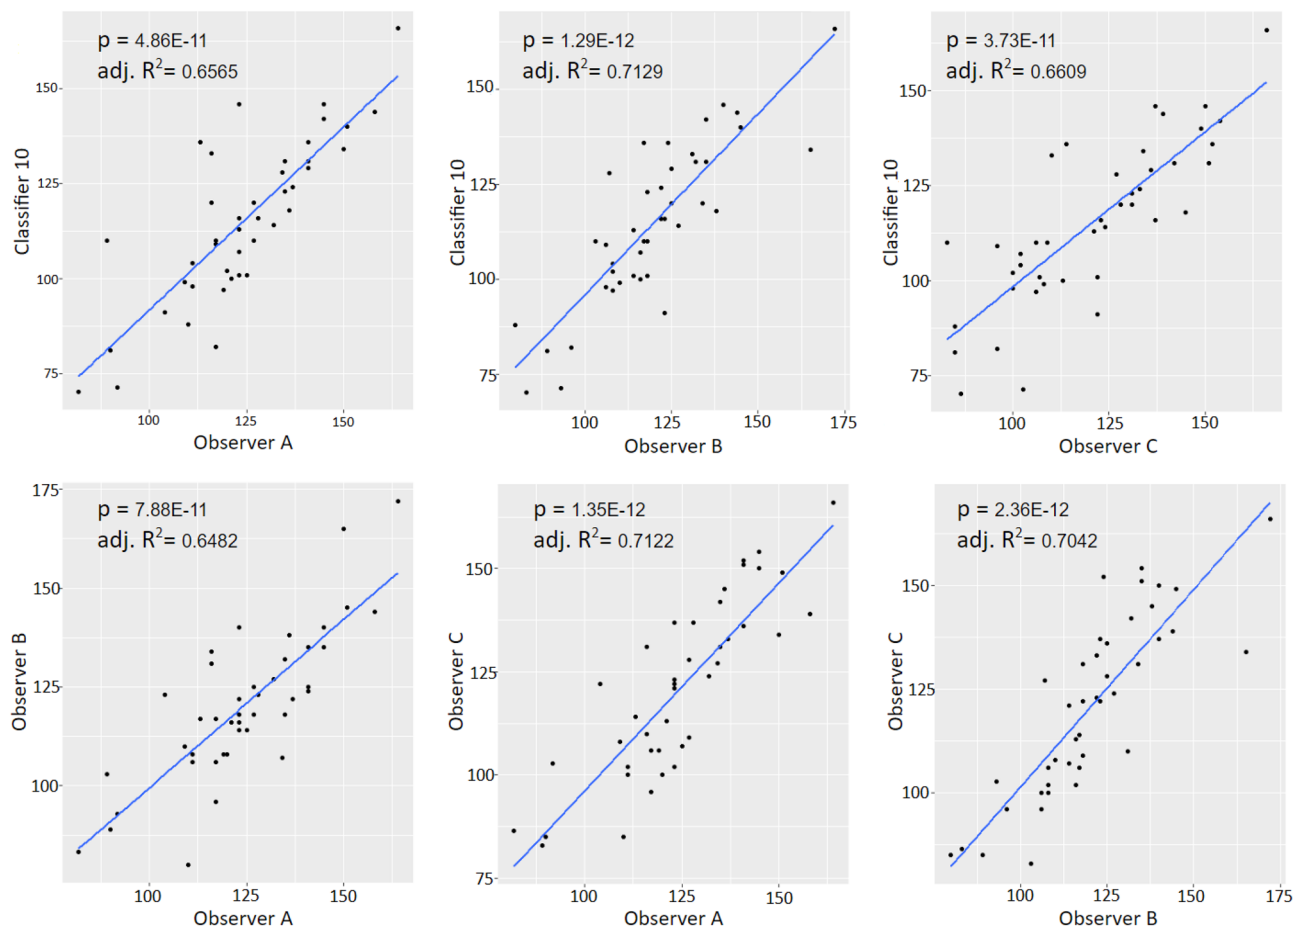 p = 4.86E-11
adj. R²= 0.6565
150
125
100
75
Classifier 10
100
125
150
Observer A
p = 1.29E-12
adj. R²= 0.7129
150
125
100
75
Classifier 10
100
125
150
175
Observer B
p = 3.73E-11
adj. R²= 0.6609
150
125
100
75
Classifier 10
100
125
150
Observer C
p = 7.88E-11
adj. R²= 0.6482
175
150
125
100
Observer B
100
125
150
Observer A
p = 1.35E-12
adj. R²= 0.7122
150
125
100
75
Observer C
100
125
150
Observer A
p = 2.36E-12
adj. R²= 0.7042
150
125
100
Observer C
100
125
150
175
Observer B